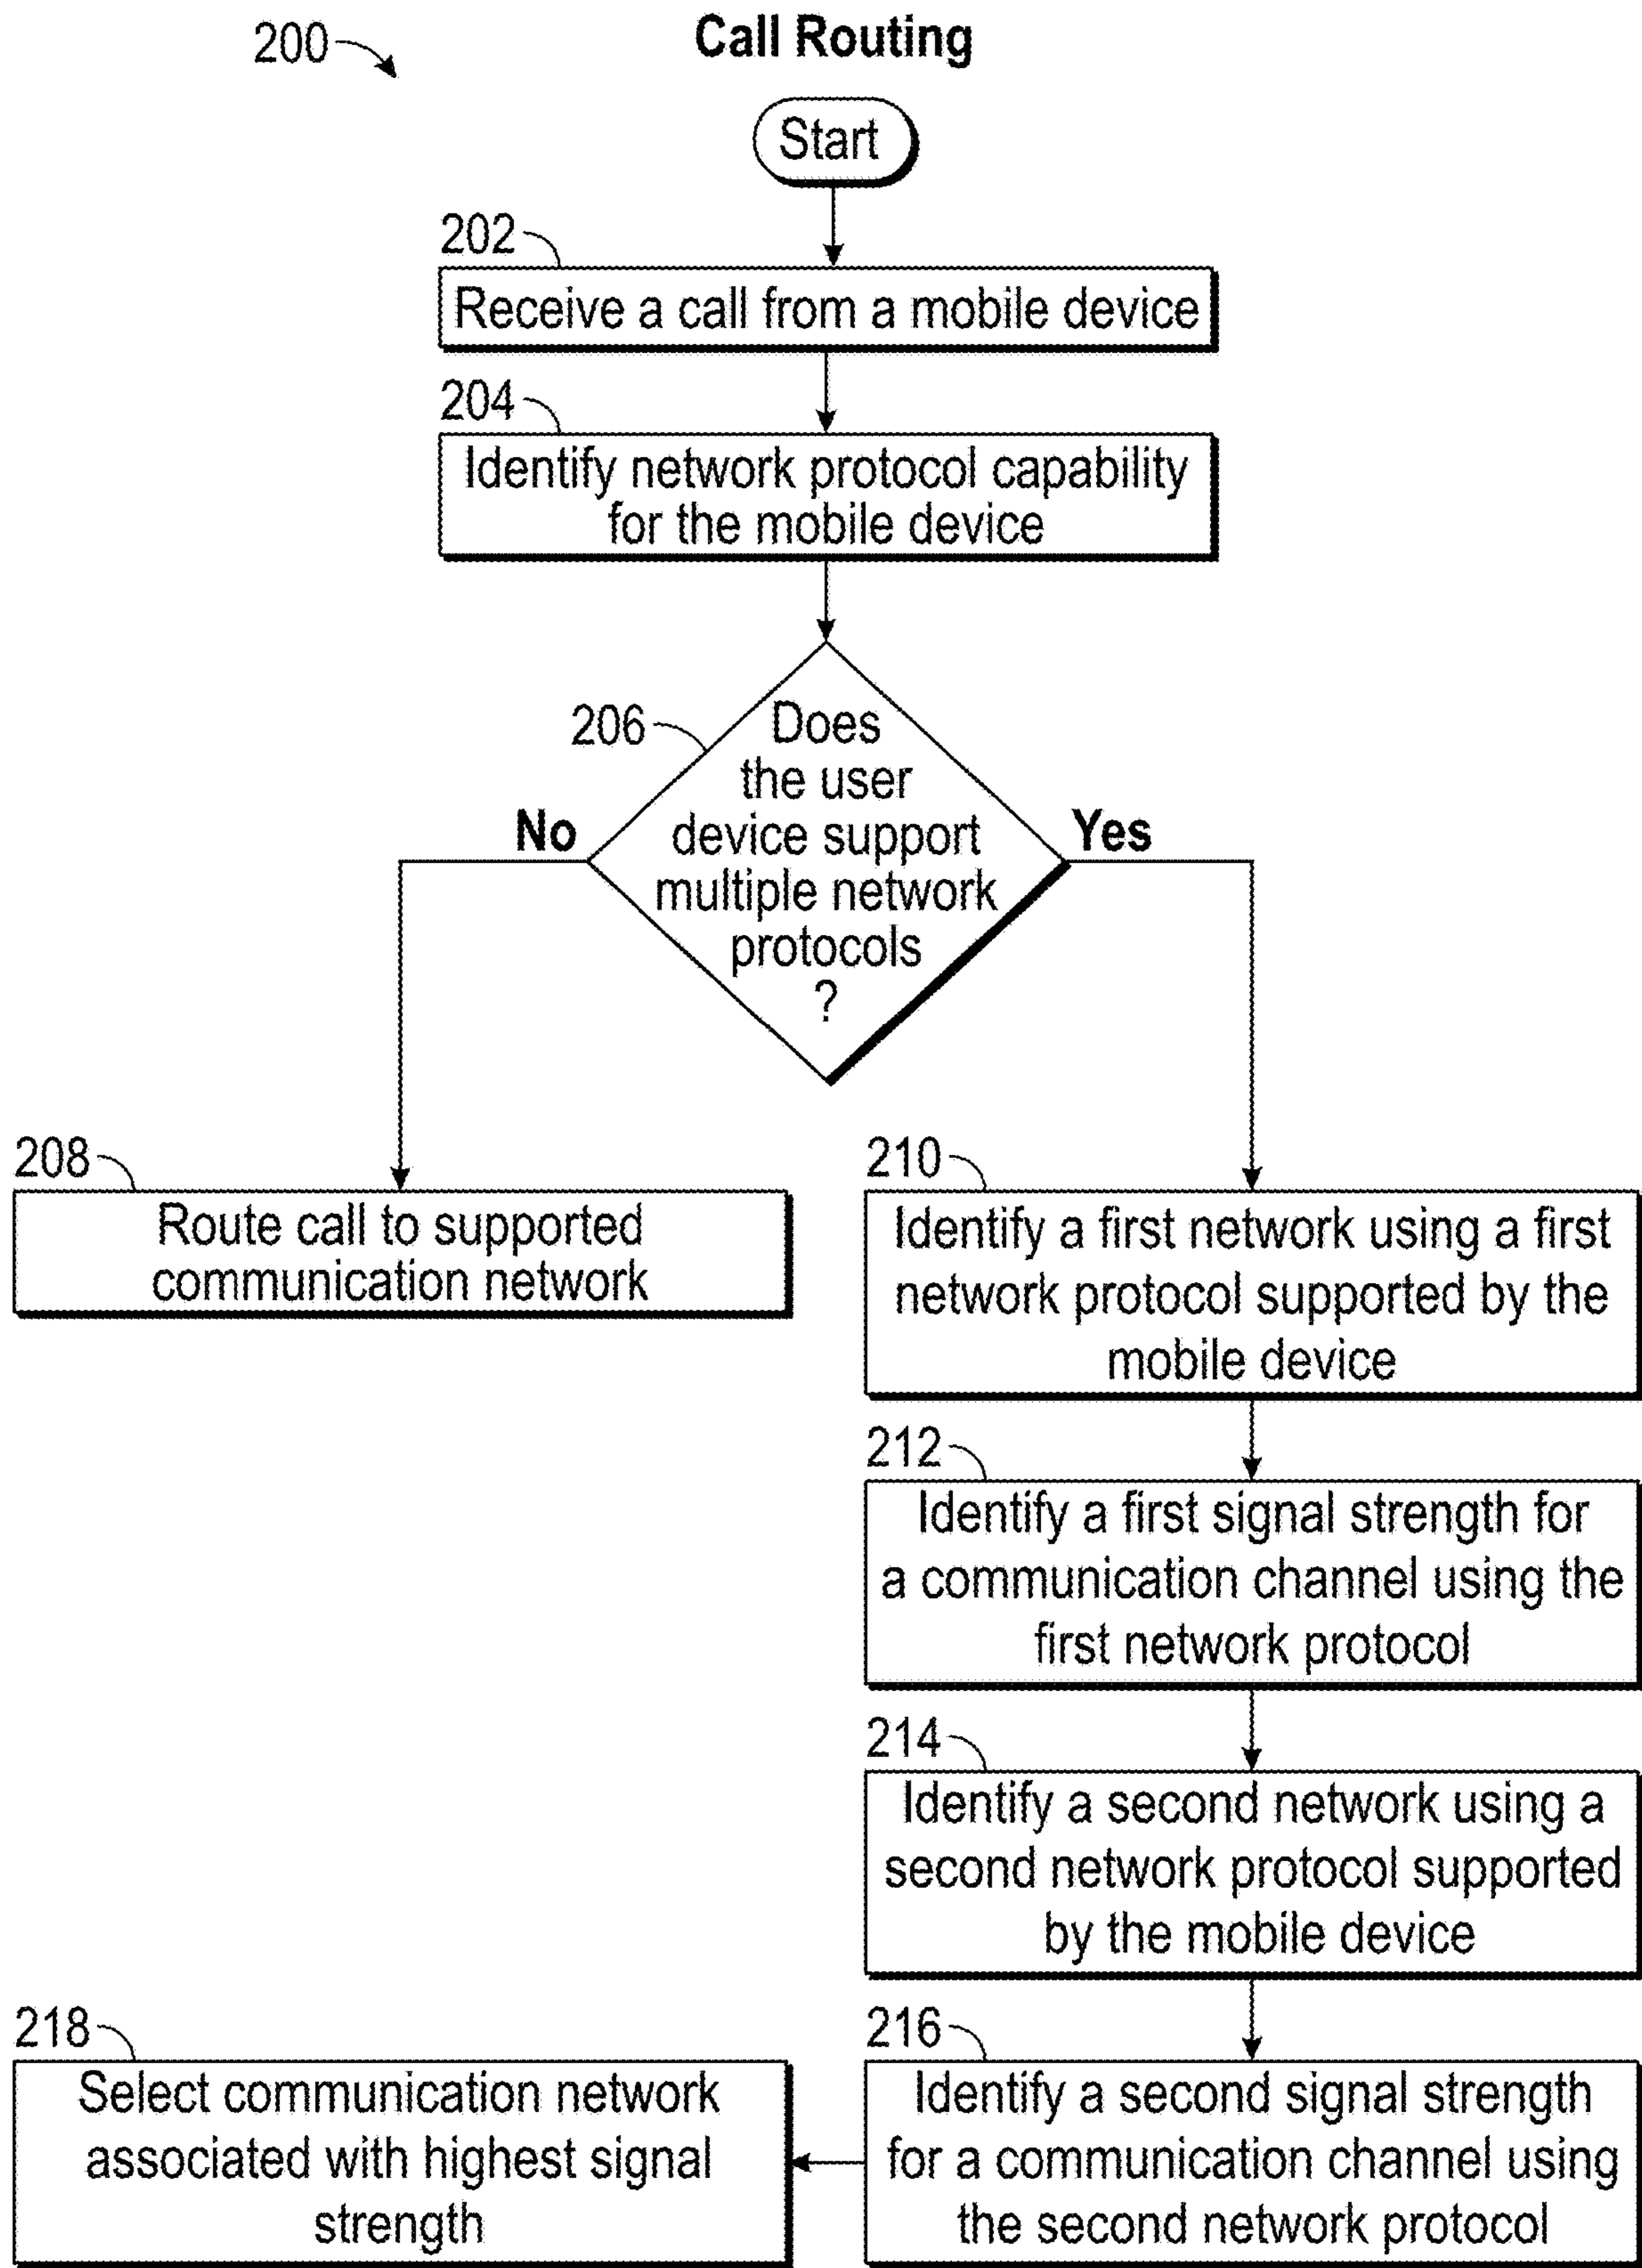 200
Call Routing
Start
202
Receive a call from a mobile device
204
Identify network protocol capability
for the mobile device
206
Does
the user
device support
multiple network
protocols
?
No
Yes
208
Route call to supported
communication network
210
Identify a first network using a first
network protocol supported by the
mobile device
212
Identify a first signal strength for
a communication channel using the
first network protocol
214
Identify a second network using a
second network protocol supported
by the mobile device
216
Identify a second signal strength
for a communication channel using
the second network protocol
218
Select communication network
associated with highest signal
strength